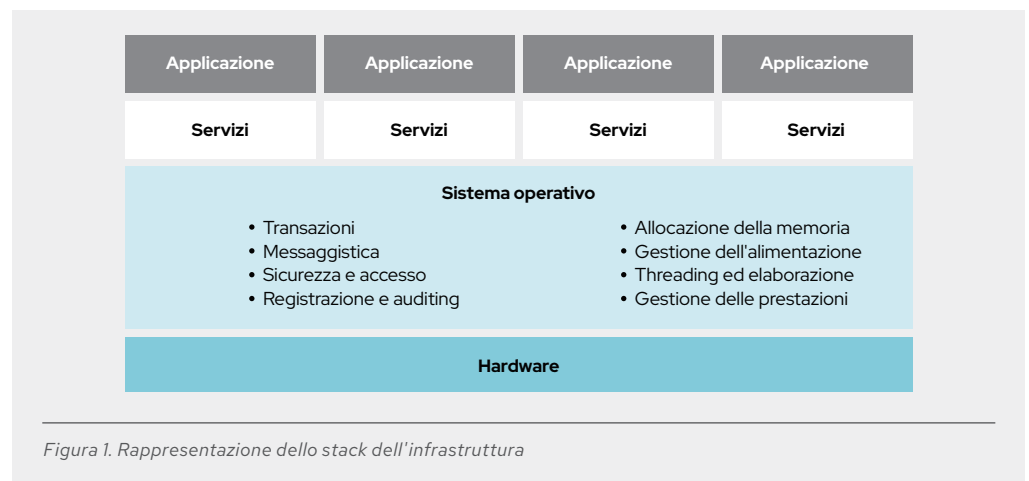 Applicazione Applicazione Applicazione Applicazione
Servizi Servizi Servizi Servizi
Sistema operativo
• Transazioni
• Messaggistica
• Sicurezza e accesso
• Registrazione e auditing
• Allocazione della memoria
• Gestione dell'alimentazione
• Threading ed elaborazione
• Gestione delle prestazioni
Hardware
Figura 1. Rappresentazione dello stack dell'infrastruttura